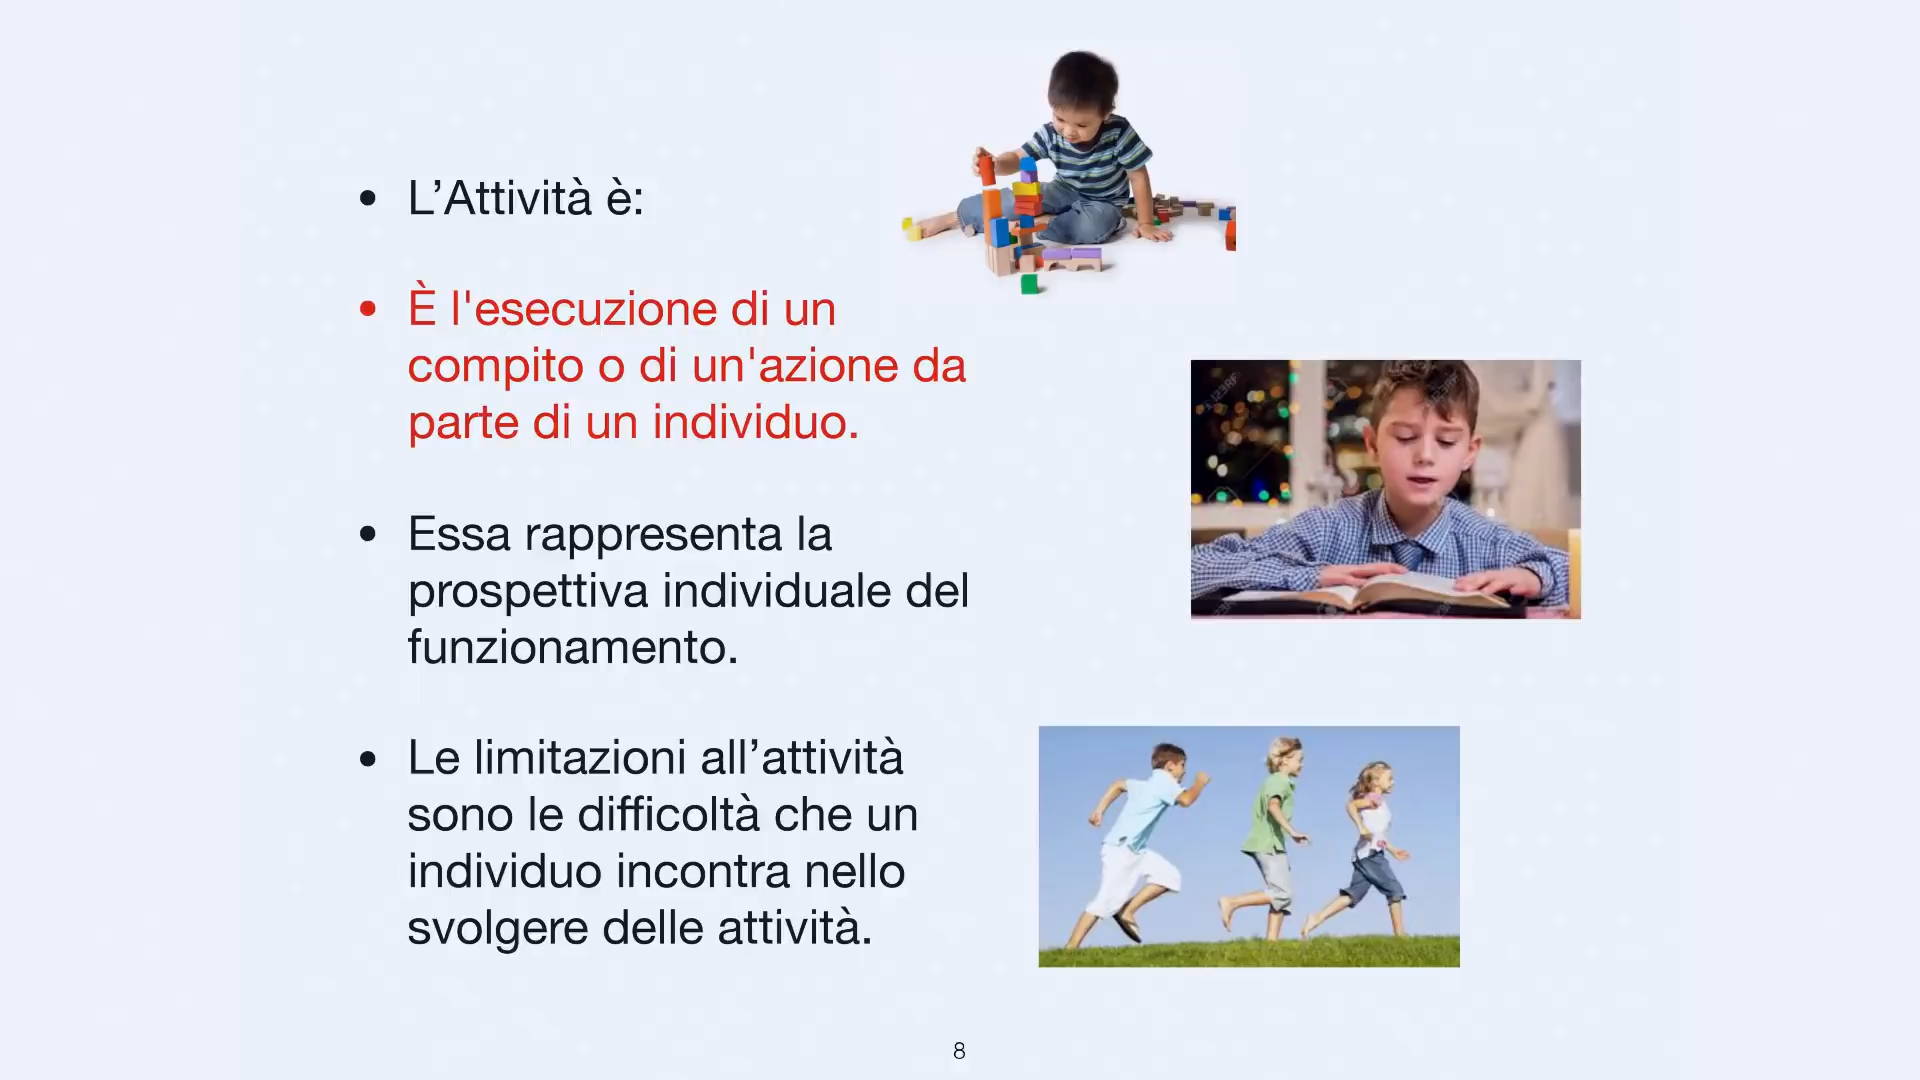 L’Attività è:
È l'esecuzione di un
compito o di un'azione da
parte di un individuo.
Essa rappresenta la
prospettiva individuale del
funzionamento.
Le limitazioni all’attività
sono le difficoltà che un
individuo incontra nello
svolgere delle attività.
8